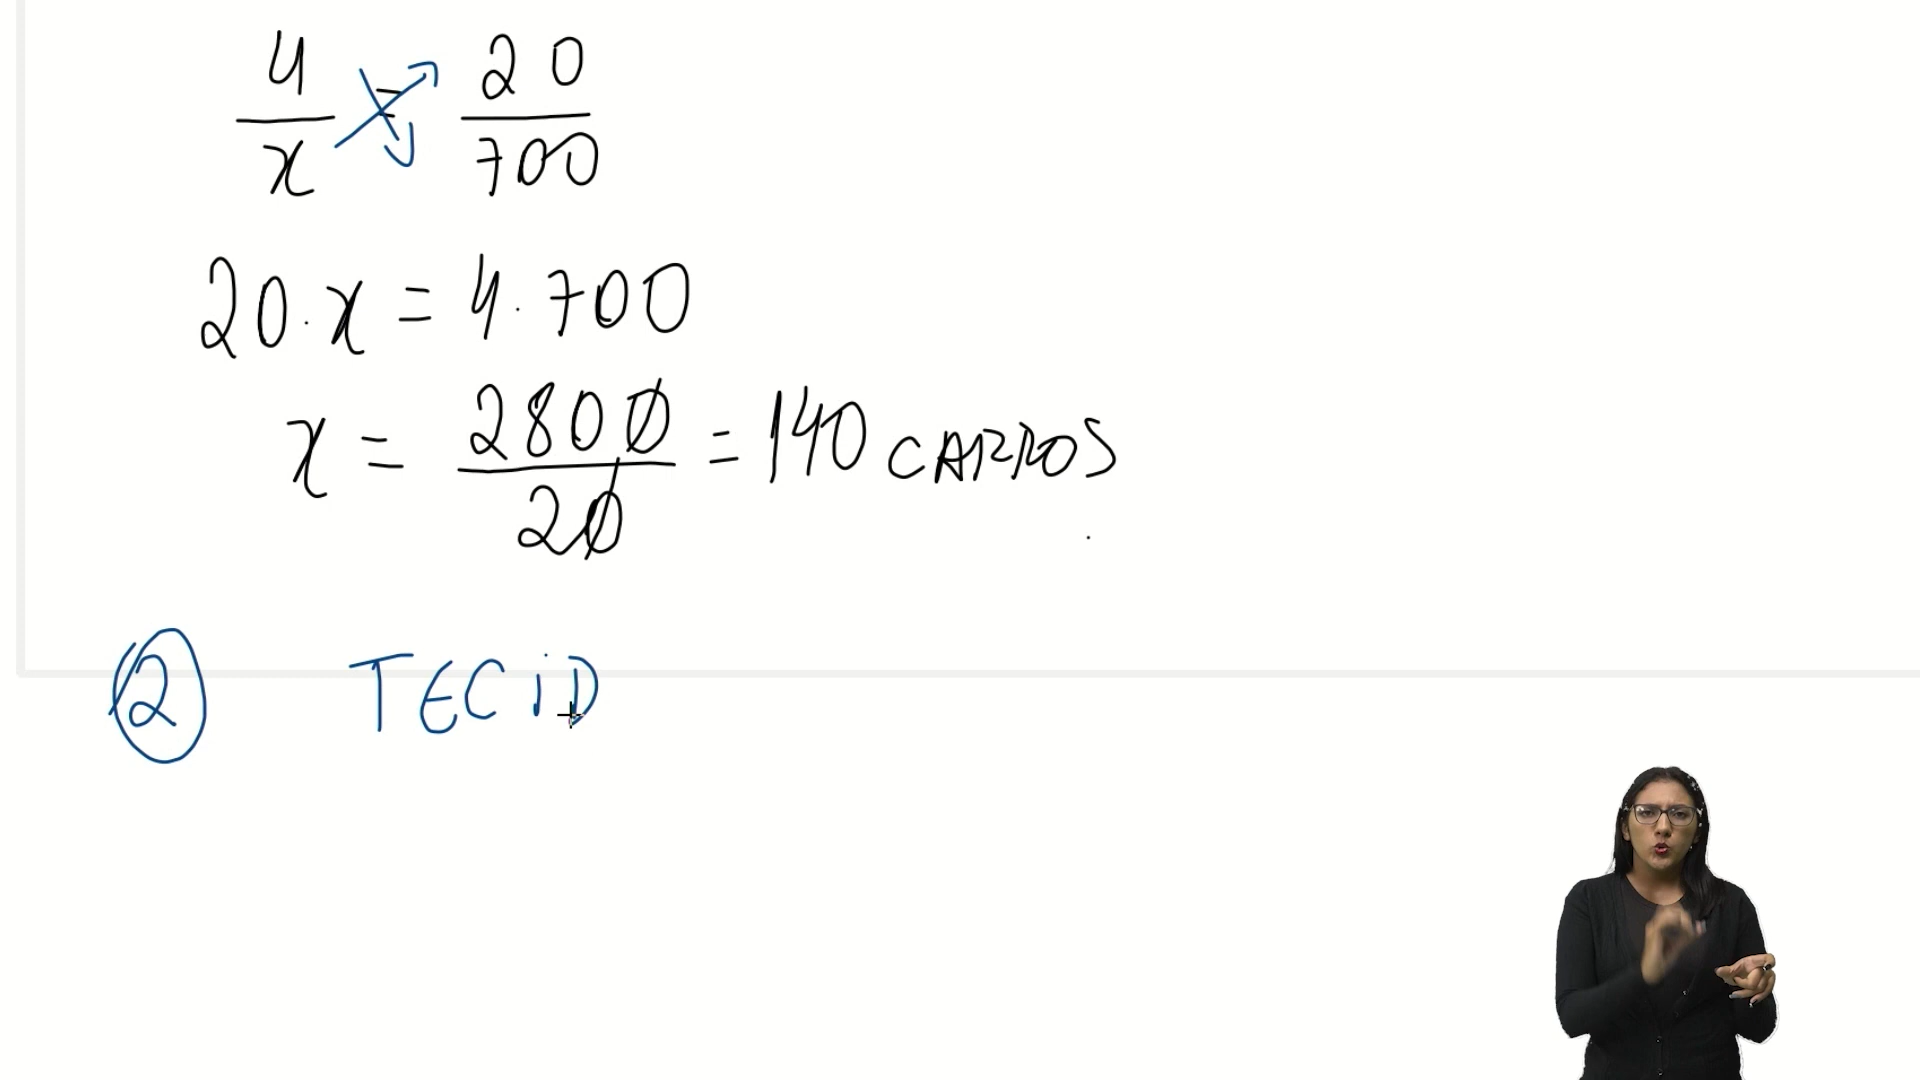 4/x = 20/700
20.x = 4.700
x = 2800/20 = 140 CARROS
2 TECiD